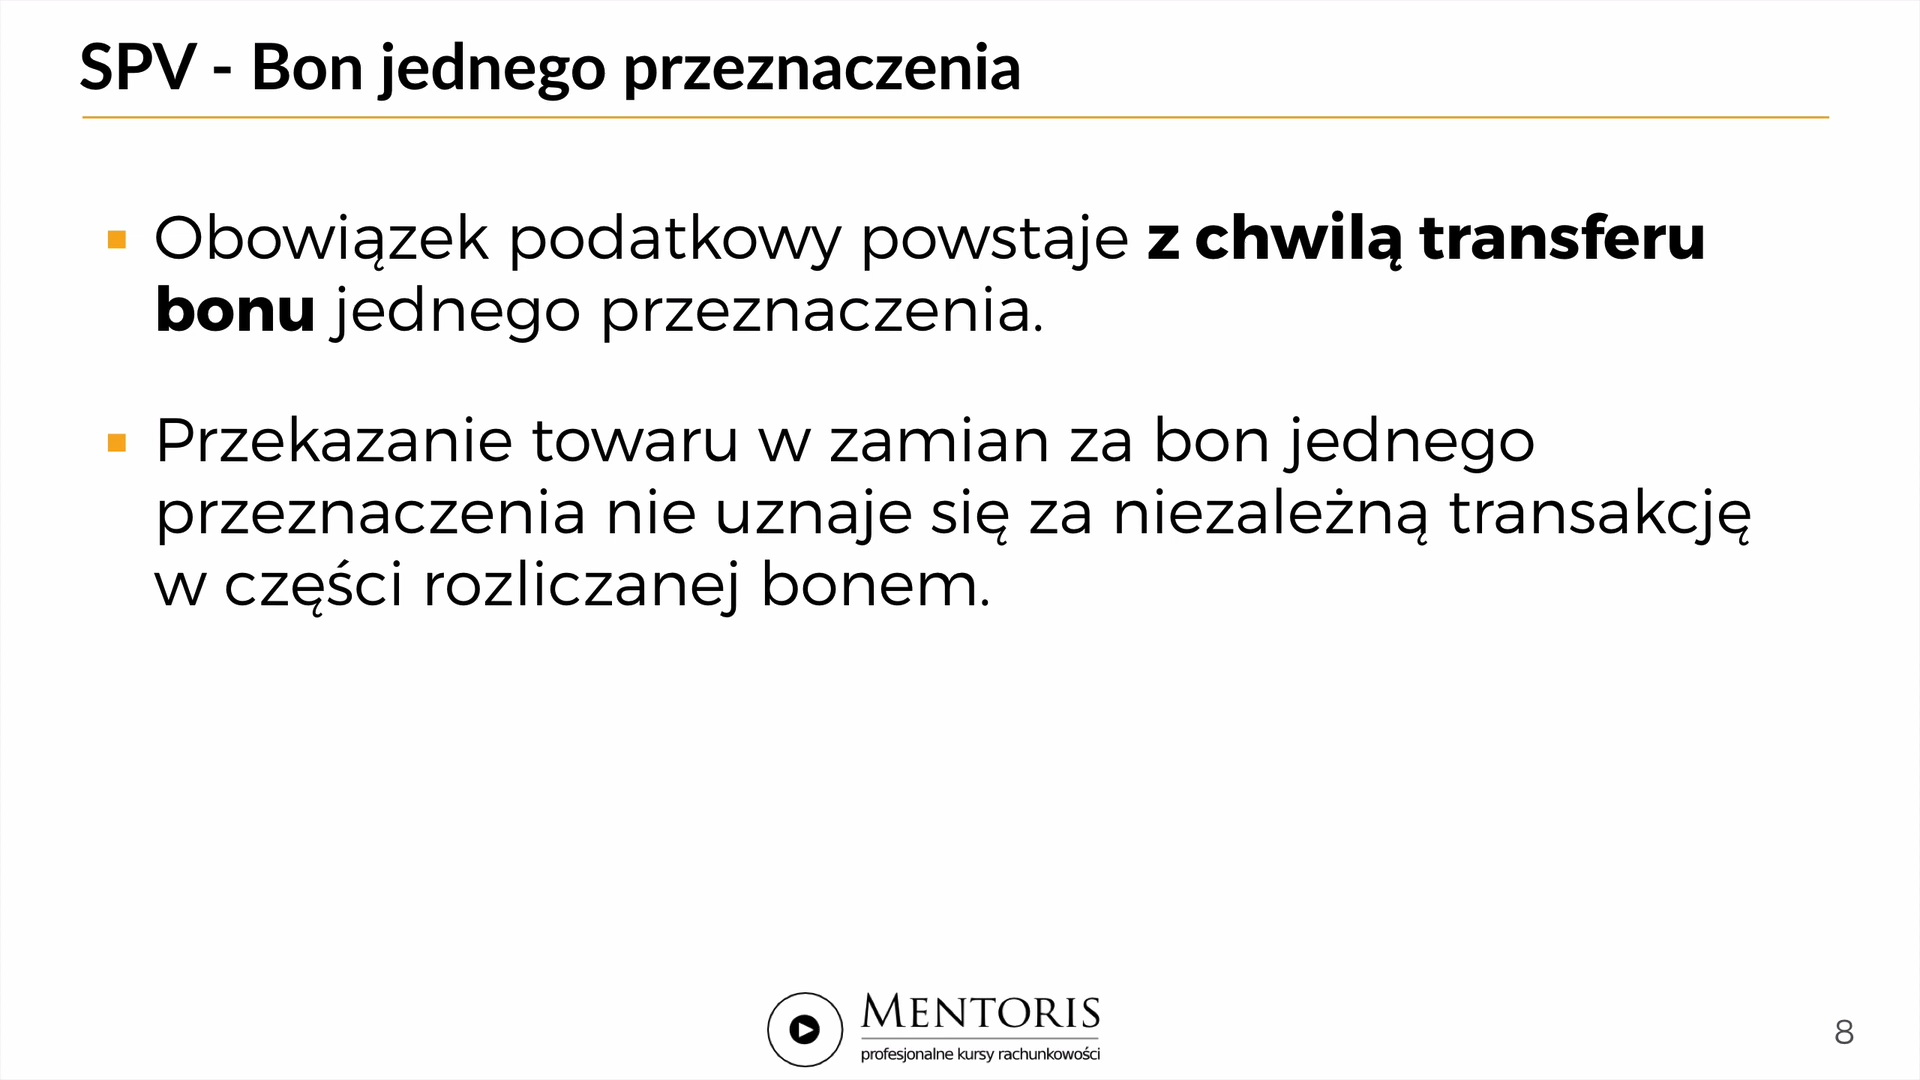 SPV - Bon jednego przeznaczenia
Obowiązek podatkowy powstaje z chwilą transferu
bonu jednego przeznaczenia.
Przekazanie towaru w zamian za bon jednego
przeznaczenia nie uznaje się za niezależną transakcję
w części rozliczanej bonem.
MENTORIS
profesjonalne kursy rachunkowości
8